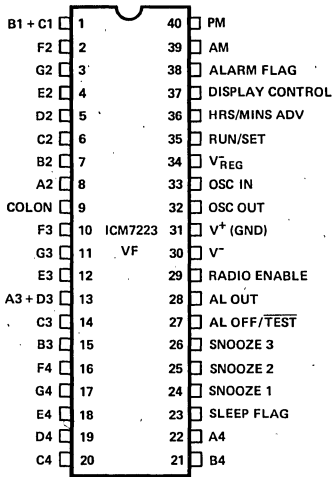 B1 + C1 1 40 PM
F2 2 39 AM
G2 3 38 ALARM FLAG
E2 4 37 DISPLAY CONTROL
D2 5 36 HRS/MINS ADV
C2 6 35 RUN/SET
B2 7 34 V⁻REG
A2 8 33 OSC IN
COLON 9 32 OSC OUT
F3 10 ICM7223 31 V⁺ (GND)
G3 11 VF 30 V⁻
E3 12 29 RADIO ENABLE
A3 + D3 13 28 AL OUT
C3 14 27 AL OFF/T̅E̅S̅T̅
B3 15 26 SNOOZE 3
F4 16 25 SNOOZE 2
G4 17 24 SNOOZE 1
E4 18 23 SLEEP FLAG
D4 19 22 A4
C4 20 21 B4